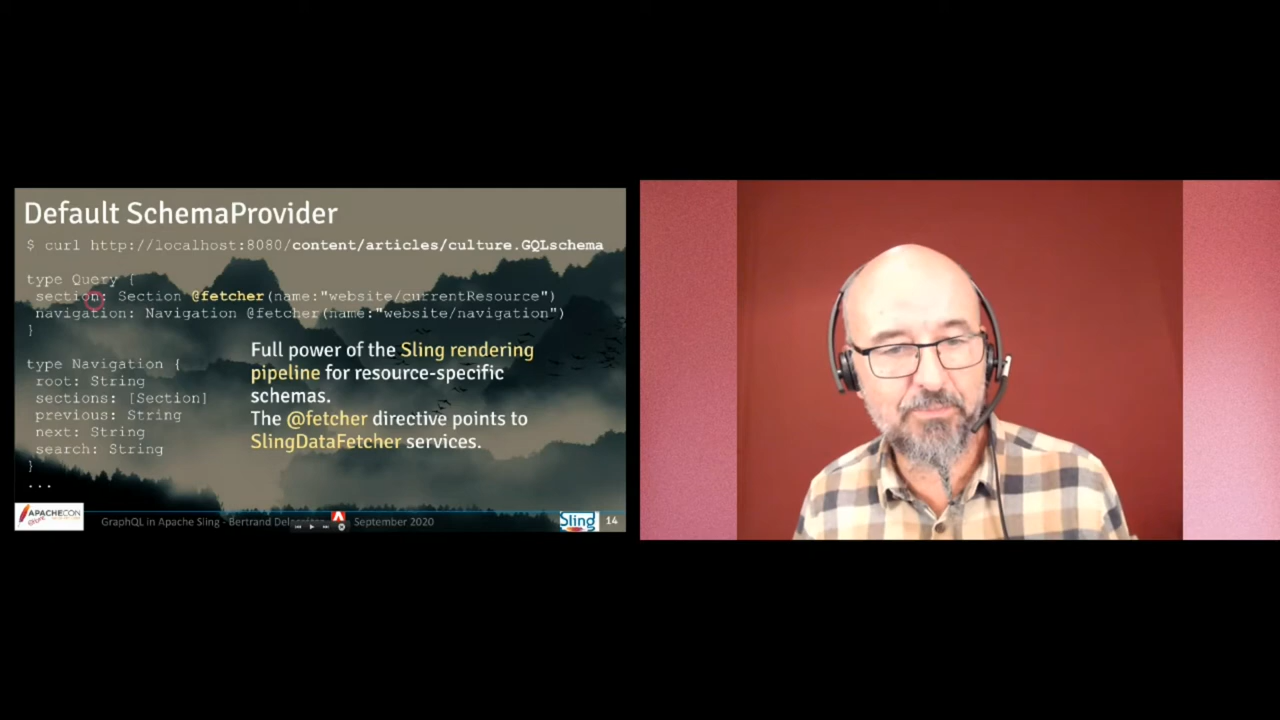 Default SchemaProvider
$ curl http://localhost:8080/content/articles/culture.GQLschema
type Query {
section: Section @fetcher(name:"website/currentResource")
navigation: Navigation @fetcher(name:"website/navigation")
}
type Navigation {
root: String
sections: [Section]
previous: String
next: String
search: String
}
...
Full power of the Sling rendering
pipeline for resource-specific
schemas.
The @fetcher directive points to
SlingDataFetcher services.
APACHECON
GraphQL in Apache Sling - Bertrand September 2020
Sling
14